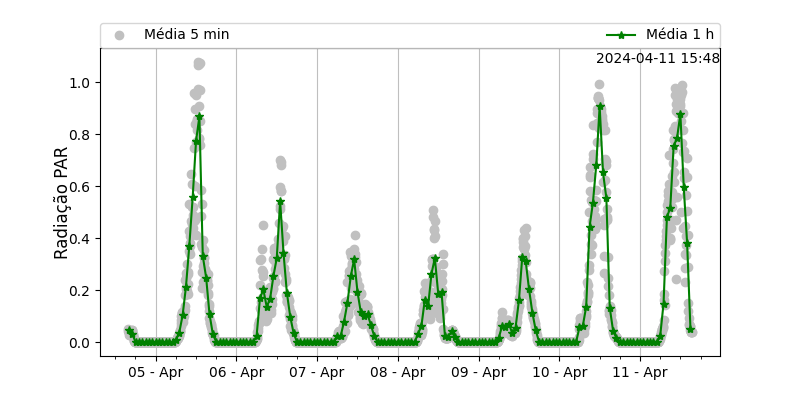 Média 5 min
Média 1 h
2024-04-11 15:48
Radiação PAR
1.0
0.8
0.6
0.4
0.2
0.0
05 - Apr
06 - Apr
07 - Apr
08 - Apr
09 - Apr
10 - Apr
11 - Apr